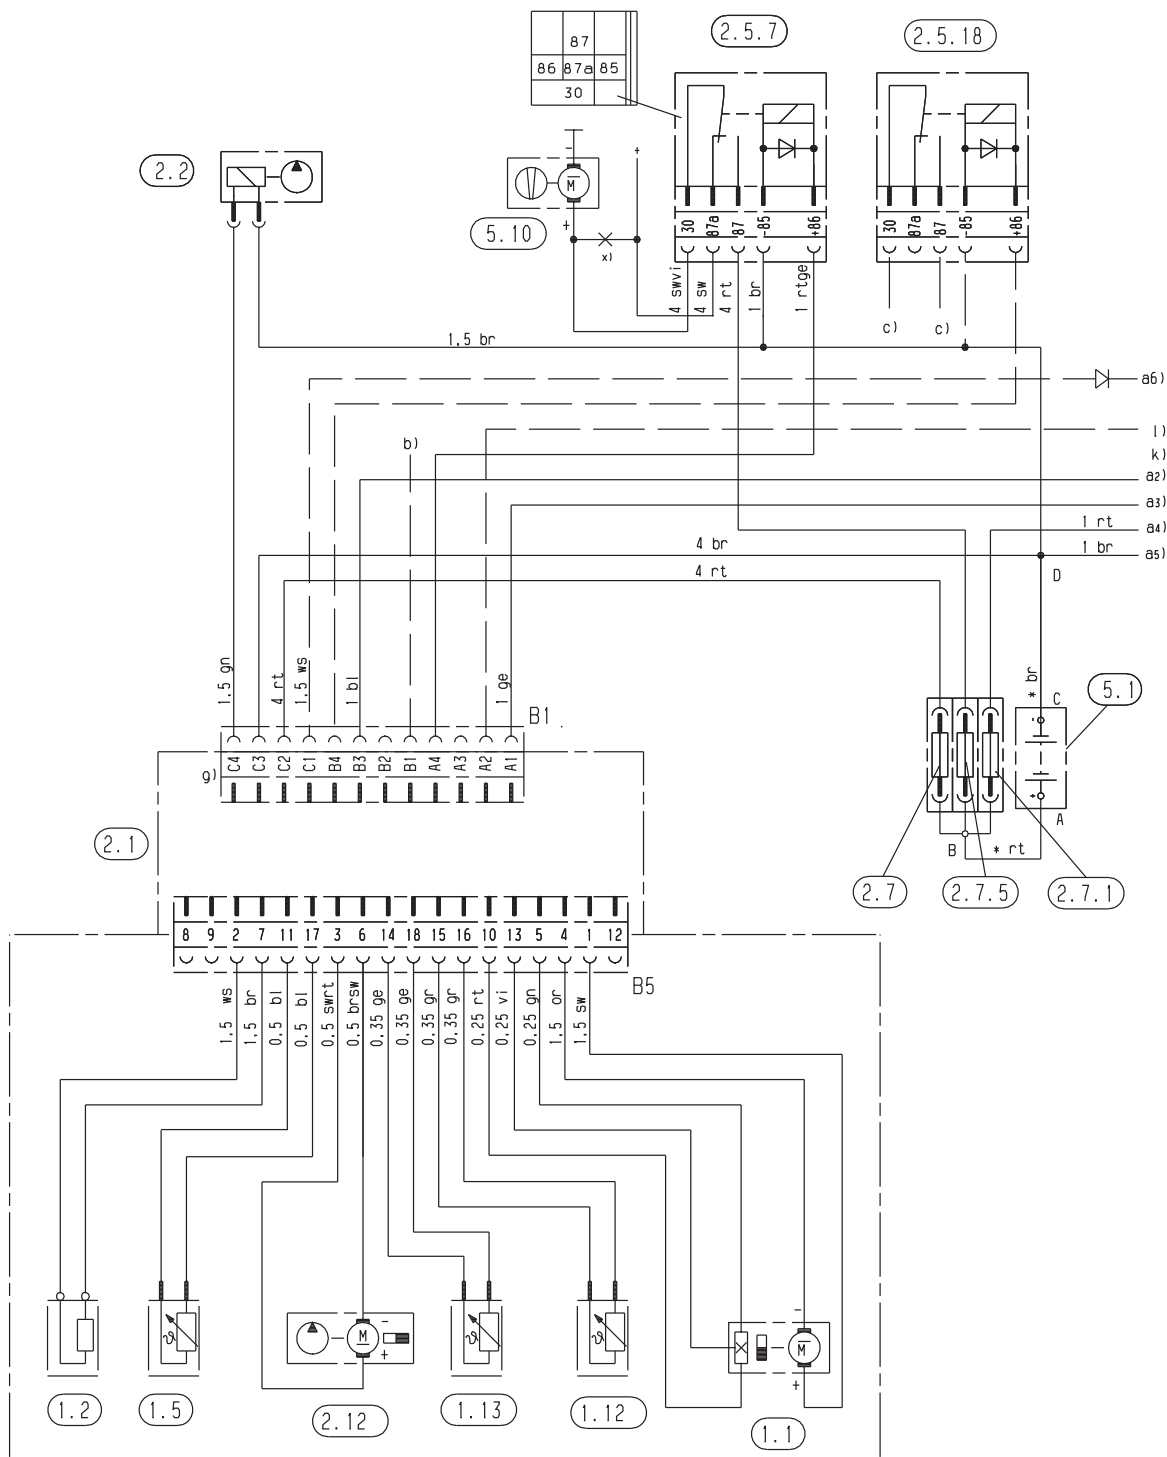 2.5.7
2.5.18
87
86 87a 85
30
2.2
- M +
5.10
+
x)
30 87a 87 -85 +86
30 87a 87 -85 +86
4 swvi
4 sw
4 rt
1 br
1 rtge
c) c)
1,5 br
a6)
l)
b)
k)
a2)
a3)
1 rt a4)
4 br 1 br a5)
4 rt D
1,5 gn
4 rt
1,5 ws
1 bl
1 ge
* br
C
5.1
B1
g) C4 C3 C2 C1 B4 B3 B2 B1 A4 A3 A2 A1
-
+
A
2.1
B * rt
2.7 2.7.5 2.7.1
8 9 2 7 11 17 3 6 14 18 15 16 10 13 5 4 1 12
B5
1,5 ws
1,5 br
0,5 bl
0,5 bl
0,5 swrt
0,5 brsw
0,35 ge
0,35 ge
0,35 gr
0,35 gr
0,25 rt
0,25 vi
0,25 gn
1,5 or
1,5 sw
ϑ
- M +
ϑ
ϑ
- M +
1.2 1.5 2.12 1.13 1.12 1.1